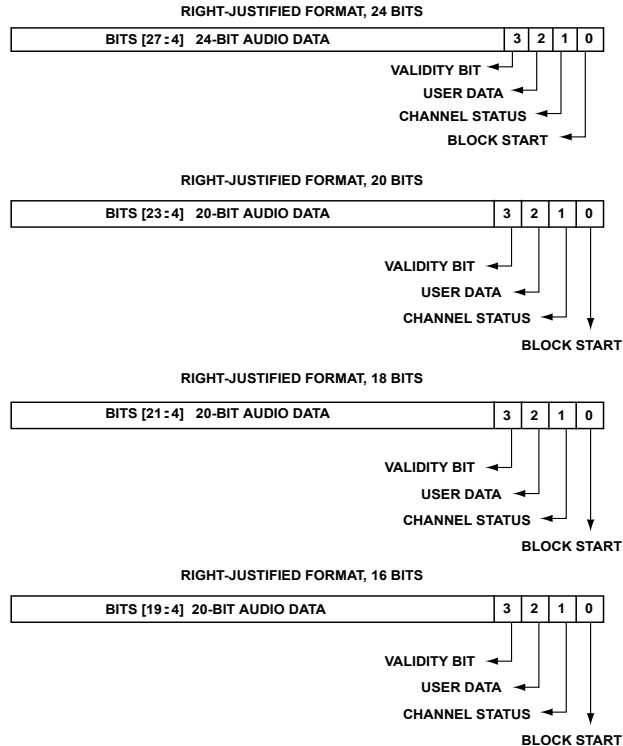 RIGHT-JUSTIFIED FORMAT, 24 BITS
BITS [27:4] 24-BIT AUDIO DATA 3 2 1 0
VALIDITY BIT
USER DATA
CHANNEL STATUS
BLOCK START
RIGHT-JUSTIFIED FORMAT, 20 BITS
BITS [23:4] 20-BIT AUDIO DATA 3 2 1 0
VALIDITY BIT
USER DATA
CHANNEL STATUS
BLOCK START
RIGHT-JUSTIFIED FORMAT, 18 BITS
BITS [21:4] 20-BIT AUDIO DATA 3 2 1 0
VALIDITY BIT
USER DATA
CHANNEL STATUS
BLOCK START
RIGHT-JUSTIFIED FORMAT, 16 BITS
BITS [19:4] 20-BIT AUDIO DATA 3 2 1 0
VALIDITY BIT
USER DATA
CHANNEL STATUS
BLOCK START